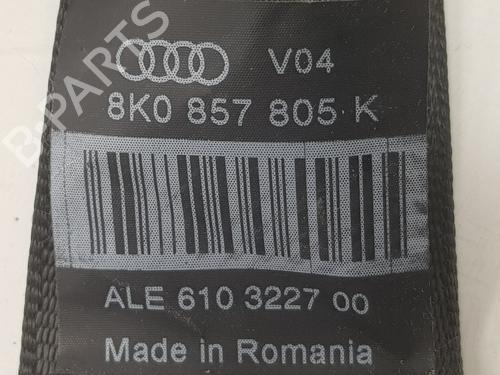 V04
8K0 857 805 K
ALE 610 3227 00
Made in Romania
B-PARTS